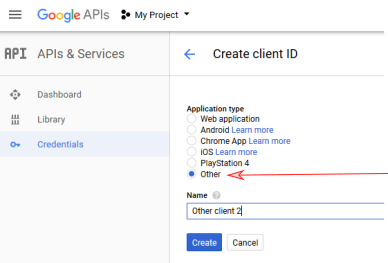 Google APIs My Project
API APIs & Services
Create client ID
Dashboard
Library
Credentials
Application type
Web application
Android Learn more
Chrome App Learn more
iOS Learn more
PlayStation 4
Other
Name
Other client 2
Create Cancel